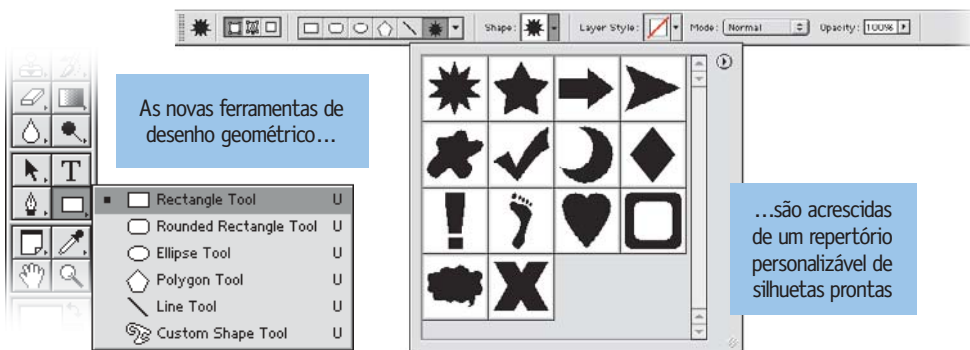 Shape:
Layer Style:
Mode: Normal
Opacity: 100%
As novas ferramentas de
desenho geométrico...
T
Rectangle Tool U
Rounded Rectangle Tool U
Ellipse Tool U
Polygon Tool U
Line Tool U
Custom Shape Tool U
...são acrescidas
de um repertório
personalizável de
silhuetas prontas